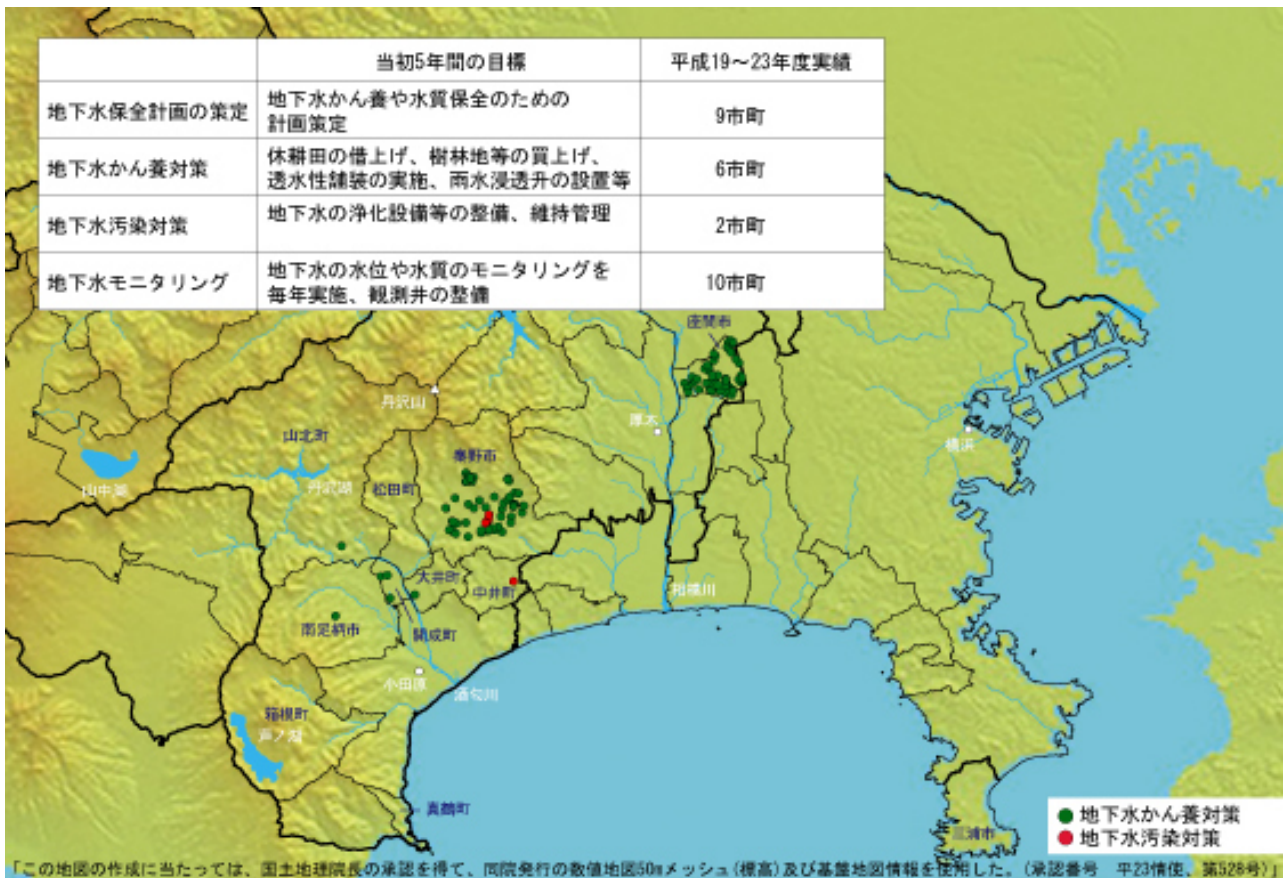 当初5年間の目標
平成19～23年度実績
地下水保全計画の策定
地下水かん養や水質保全のための
計画策定
9市町
地下水かん養対策
休耕田の借上げ、樹林地等の買上げ、
透水性舗装の実施、雨水浸透升の設置等
6市町
地下水汚染対策
地下水の浄化設備等の整備、維持管理
2市町
地下水モニタリング
地下水の水位や水質のモニタリングを
毎年実施、観測井の整備
10市町
座間市
丹沢山
厚木
横浜
山北町
秦野市
松田町
丹沢湖
山中湖
大井町
中井町
相模川
南足柄市
開成町
小田原
酒匂川
箱根町
芦ノ湖
真鶴町
三浦市
地下水かん養対策
地下水汚染対策
「この地図の作成に当たっては、国土地理院長の承認を得て、同院発行の数値地図50mメッシュ(標高)及び基盤地図情報を使用した。(承認番号　平23情使、第528号)」